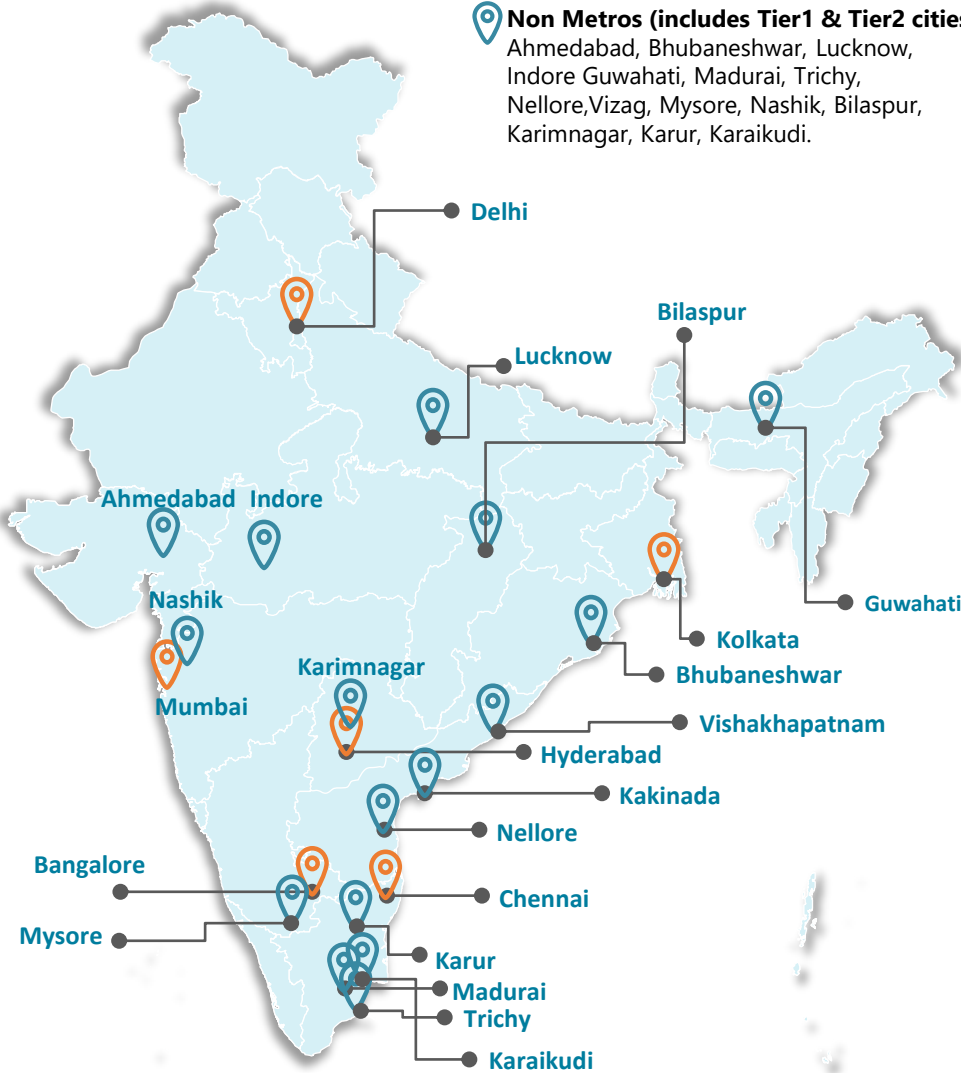 Non Metros (includes Tier1 & Tier2 cities
Ahmedabad, Bhubaneshwar, Lucknow,
Indore Guwahati, Madurai, Trichy,
Nellore,Vizag, Mysore, Nashik, Bilaspur,
Karimnagar, Karur, Karaikudi.
Delhi
Bilaspur
Lucknow
Ahmedabad
Indore
Nashik
Guwahati
Kolkata
Karimnagar
Bhubaneshwar
Mumbai
Vishakhapatnam
Hyderabad
Kakinada
Nellore
Bangalore
Chennai
Mysore
Karur
Madurai
Trichy
Karaikudi